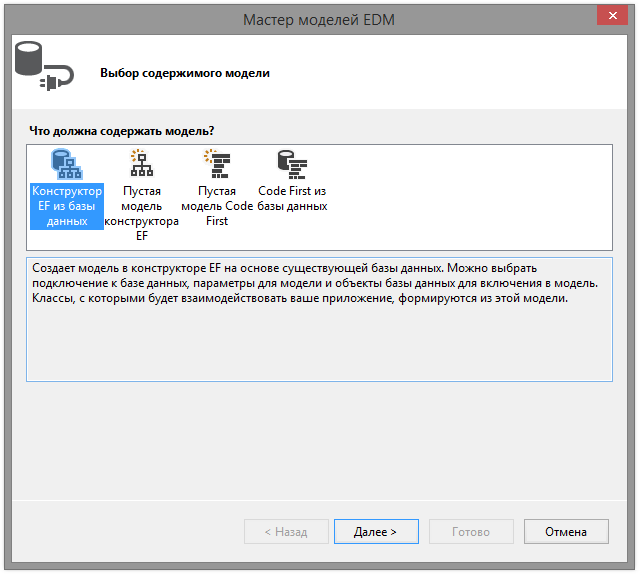 Мастер моделей EDM
Выбор содержимого модели
Что должна содержать модель?
Конструктор
EF из базы
данных
Пустая
модель
конструктора
EF
Пустая
модель Code
First
Code First из
базы данных
Создает модель в конструкторе EF на основе существующей базы данных. Можно выбрать
подключение к базе данных, параметры для модели и объекты базы данных для включения в модель.
Классы, с которыми будет взаимодействовать ваше приложение, формируются из этой модели.
< Назад
Далее >
Готово
Отмена